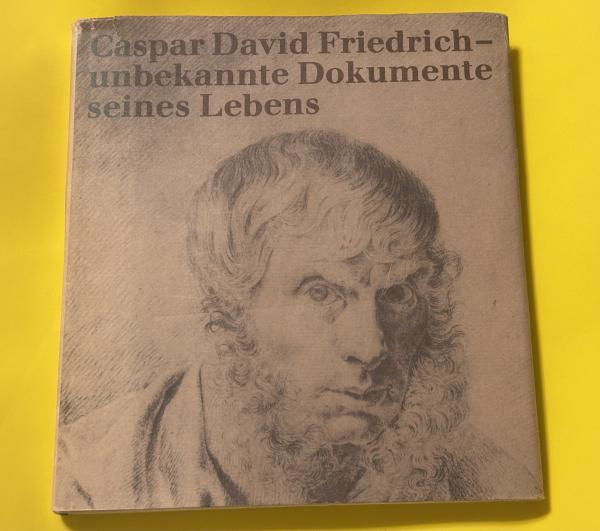 Caspar David Friedrich–
unbekannte Dokumente
seines Lebens